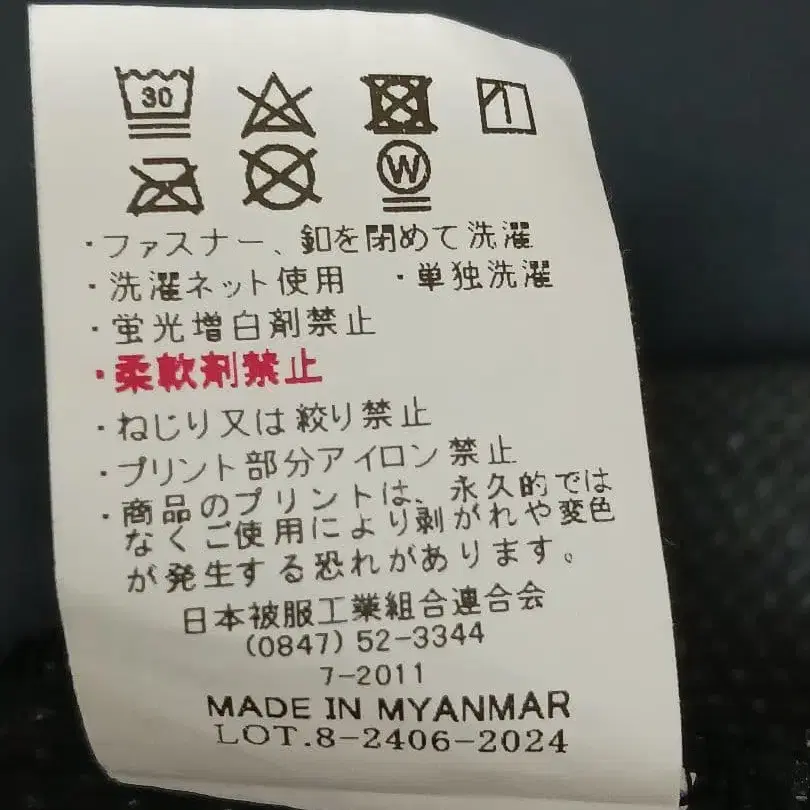 30
W
・ファスナー、釦を閉めて洗濯
・洗濯ネット使用　・単独洗濯
・蛍光増白剤禁止
・柔軟剤禁止
・ねじり又は絞り禁止
・プリント部分アイロン禁止
・商品のプリントは、永久的では
なくご使用により剥がれや変色
が発生する恐れがあります。
日本被服工業組合連合会
(0847) 52-3344
7-2011
MADE IN MYANMAR
LOT.8-2406-2024